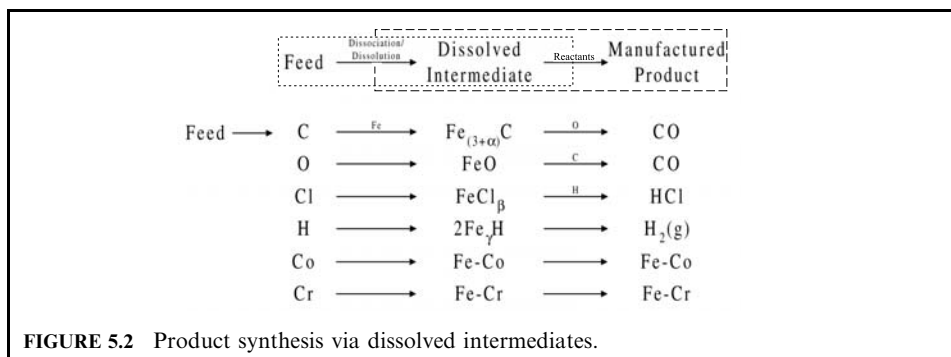 Dissociation/
Dissolution
Feed
Dissolved
Intermediate
Reactants
Manufactured
Product
Feed C Fe Fe(3+α)C O CO
O FeO C CO
Cl FeClβ H HCl
H 2FeγH H2(g)
Co Fe-Co Fe-Co
Cr Fe-Cr Fe-Cr
FIGURE 5.2 Product synthesis via dissolved intermediates.